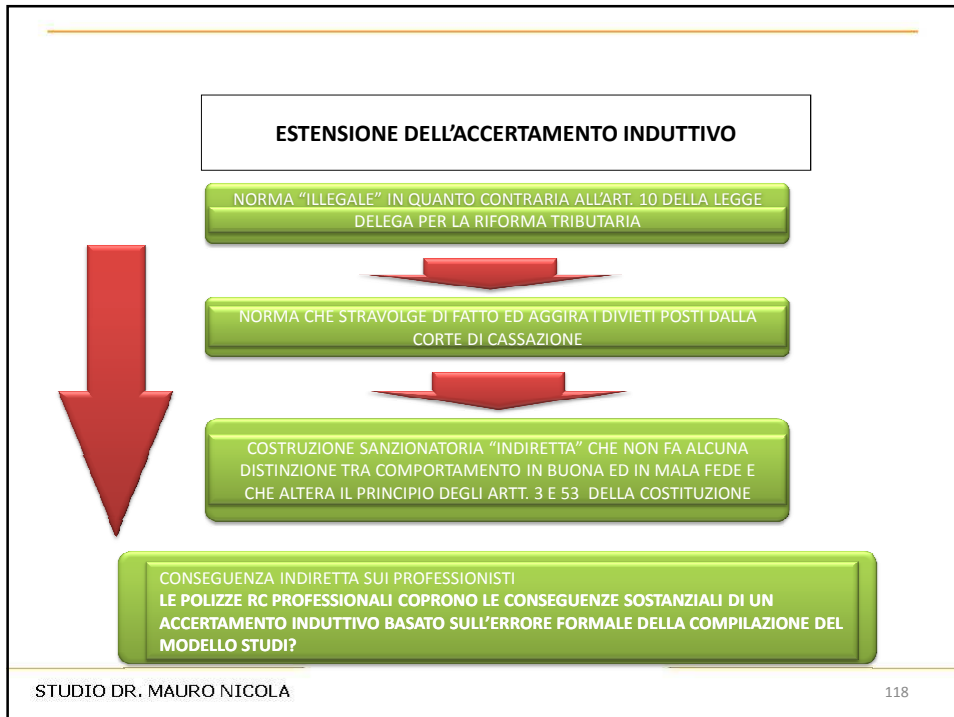 ESTENSIONE DELL’ACCERTAMENTO INDUTTIVO
NORMA “ILLEGALE” IN QUANTO CONTRARIA ALL’ART. 10 DELLA LEGGE
DELEGA PER LA RIFORMA TRIBUTARIA
NORMA CHE STRAVOLGE DI FATTO ED AGGIRA I DIVIETI POSTI DALLA
CORTE DI CASSAZIONE
COSTRUZIONE SANZIONATORIA “INDIRETTA” CHE NON FA ALCUNA
DISTINZIONE TRA COMPORTAMENTO IN BUONA ED IN MALA FEDE E
CHE ALTERA IL PRINCIPIO DEGLI ARTT. 3 E 53 DELLA COSTITUZIONE
CONSEGUENZA INDIRETTA SUI PROFESSIONISTI
LE POLIZZE RC PROFESSIONALI COPRONO LE CONSEGUENZE SOSTANZIALI DI UN
ACCERTAMENTO INDUTTIVO BASATO SULL’ERRORE FORMALE DELLA COMPILAZIONE DEL
MODELLO STUDI?
STUDIO DR. MAURO NICOLA
118